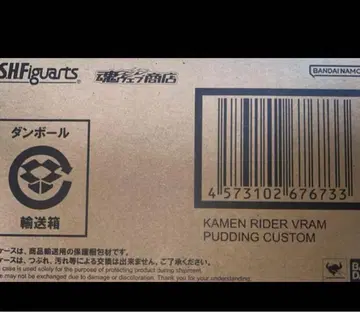 S.H.Figuarts 魂ウェブ商店 BANDAI NAMCO
ダンボール
輸送箱
4 573102 676733
KAMEN RIDER VRAM
PUDDING CUSTOM
ケースは、商品輸送用の保護梱包材です。
ケースは、つぶれ、汚れ等による交換は出来ません。ご了承ください。
case is used solely for the purpose of protecting product during shipment.
may not be exchanged due to damage or discoloration. Thank you for your understanding.